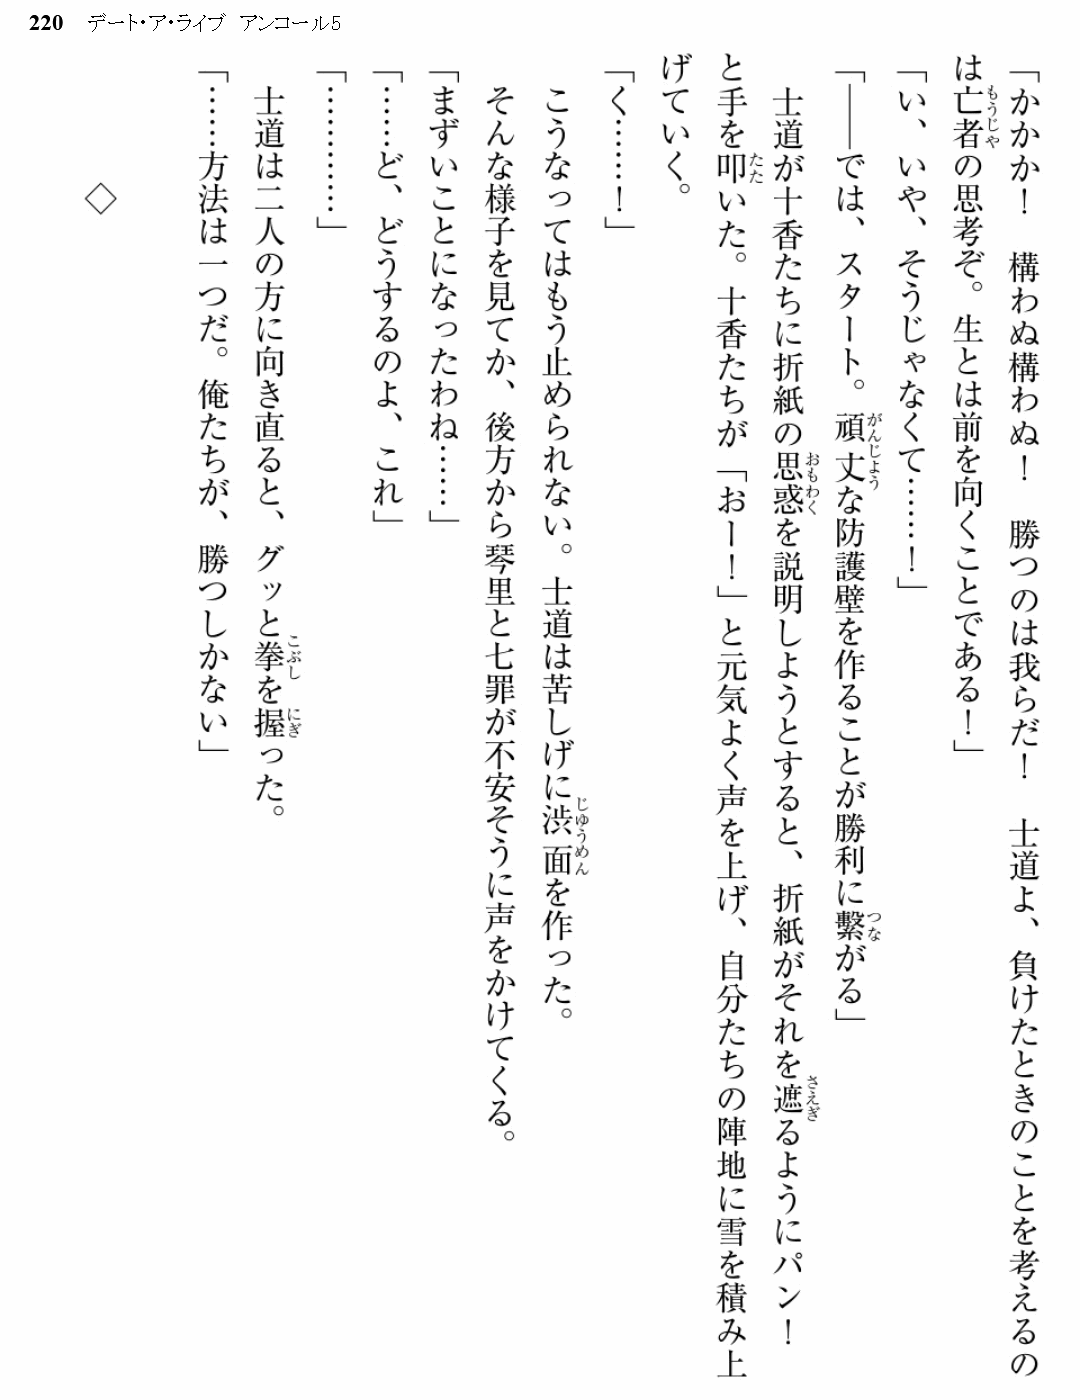 220 デート・ア・ライブ アンコール5
「かかか！　構わぬ構わぬ！　勝つのは我らだ！　士道よ、負けたときのことを考えるの
は亡者の思考ぞ。生とは前を向くことである！」
「い、いや、そうじゃなくて……！」
「――では、スタート。頑丈な防護壁を作ることが勝利に繫がる」
　士道が十香たちに折紙の思惑を説明しようとすると、折紙がそれを遮るようにパン！
と手を叩いた。十香たちが「おー！」と元気よく声を上げ、自分たちの陣地に雪を積み上
げていく。
「く……！」
　こうなってはもう止められない。士道は苦しげに渋面を作った。
　そんな様子を見てか、後方から琴里と七罪が不安そうに声をかけてくる。
「まずいことになったわね……」
「……ど、どうするのよ、これ」
「…………」
　士道は二人の方に向き直ると、グッと拳を握った。
「……方法は一つだ。俺たちが、勝つしかない」
◇